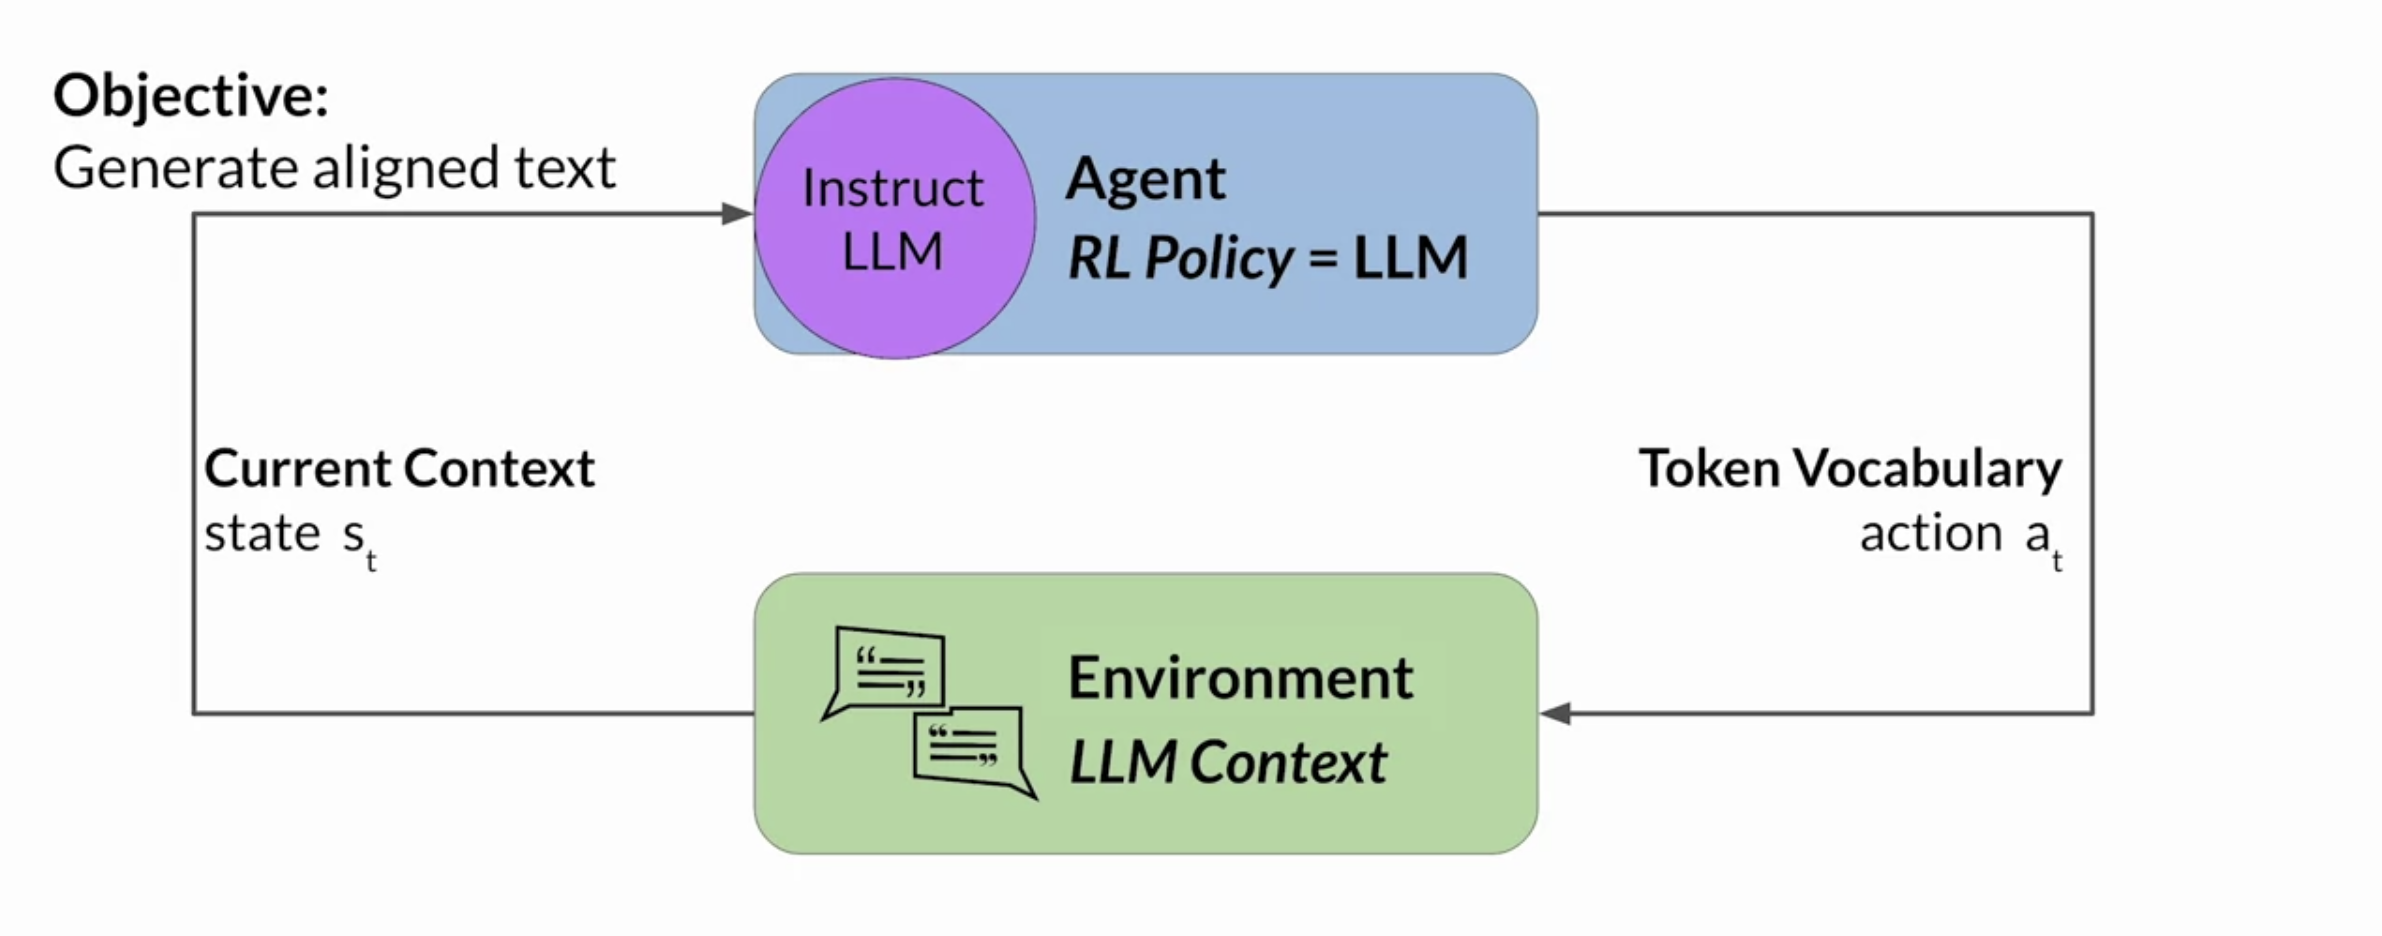 Objective:
Generate aligned text
Instruct
LLM
Agent
RL Policy = LLM
Current Context
state s_t
Token Vocabulary
action a_t
Environment
LLM Context